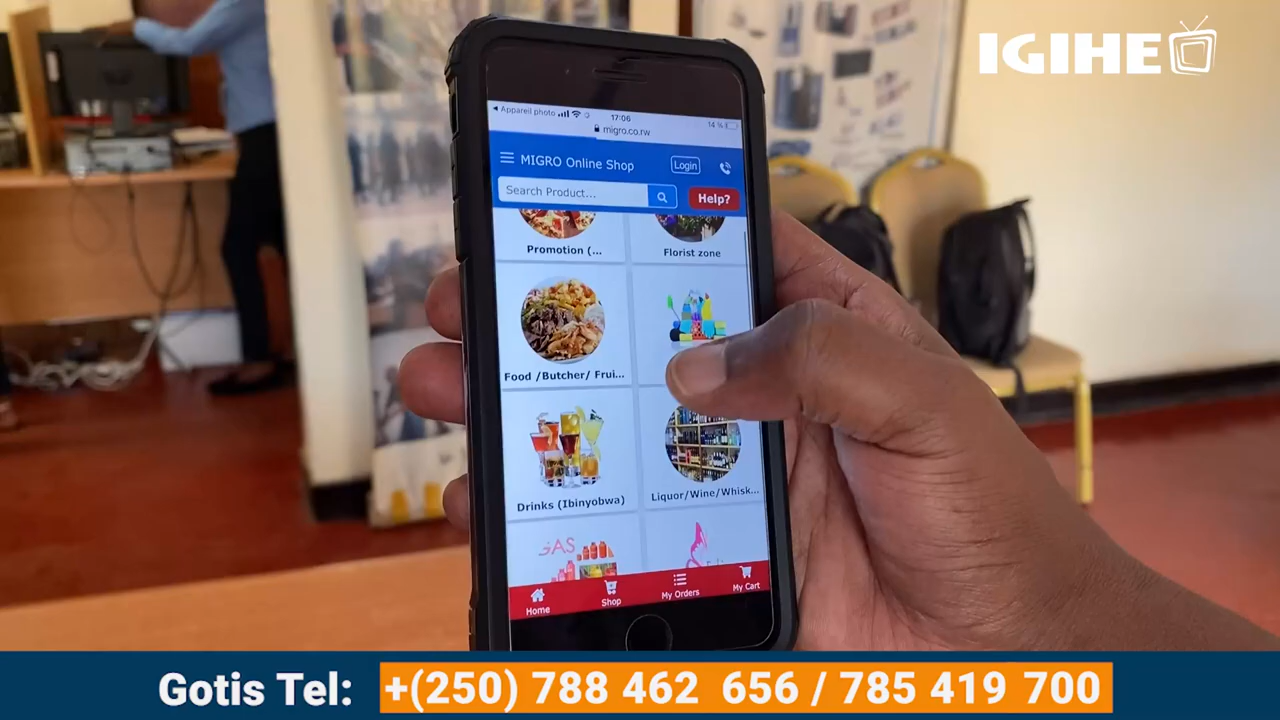 IGIHE
Appareil photo
17:06
14 %
migro.co.rw
MIGRO Online Shop
Login
Search Product...
Help?
Promotion (...
Florist zone
Food /Butcher/ Frui...
Drinks (Ibinyobwa)
Liquor/Wine/Whisk...
GAS
Home
Shop
My Orders
My Cart
Gotis Tel: +(250) 788 462 656 / 785 419 700